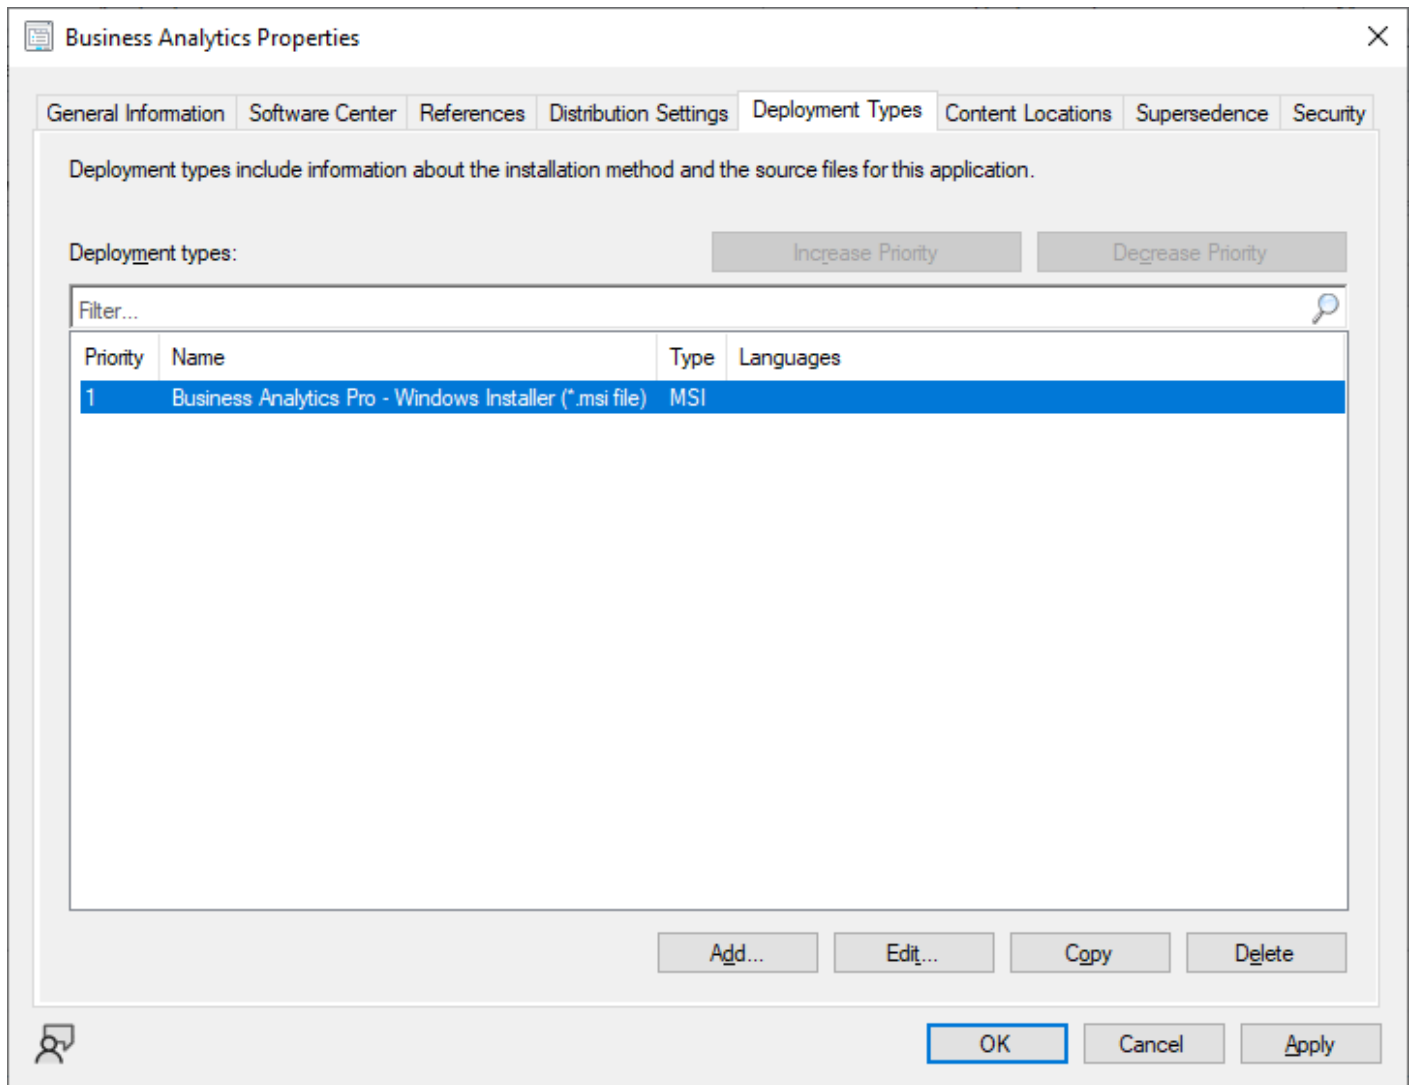 Business Analytics Properties
General Information Software Center References Distribution Settings Deployment Types Content Locations Supersedence Security
Deployment types include information about the installation method and the source files for this application.
Deployment types: Increase Priority Decrease Priority
Filter...
Priority Name Type Languages
1 Business Analytics Pro - Windows Installer (*.msi file) MSI
Add... Edit... Copy Delete
OK Cancel Apply